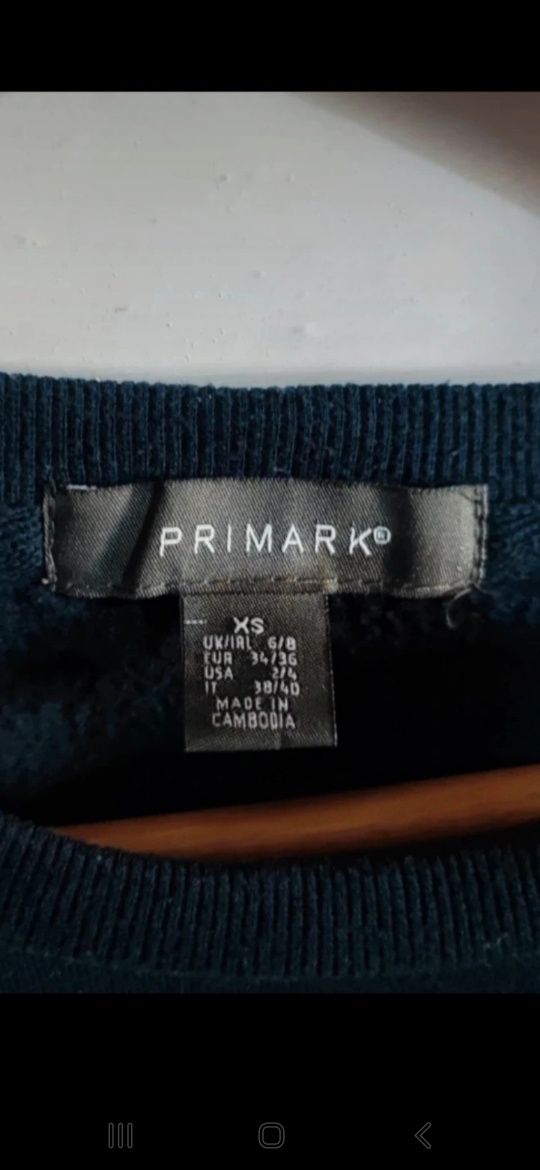 PRIMARK®
XS
UK/IRL 6/8
EUR 34/36
USA 2/4
IT 38/40
MADE IN
CAMBODIA